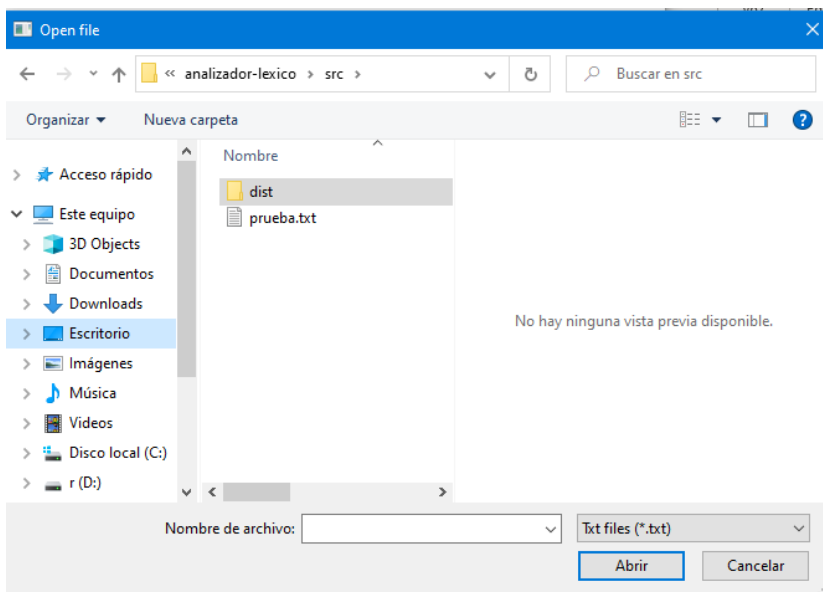 Open file
« analizador-lexico > src >
Buscar en src
Organizar
Nueva carpeta
?
Acceso rápido
Este equipo
3D Objects
Documentos
Downloads
Escritorio
Imágenes
Música
Videos
Disco local (C:)
r (D:)
Nombre
dist
prueba.txt
No hay ninguna vista previa disponible.
Nombre de archivo:
Txt files (*.txt)
Abrir
Cancelar